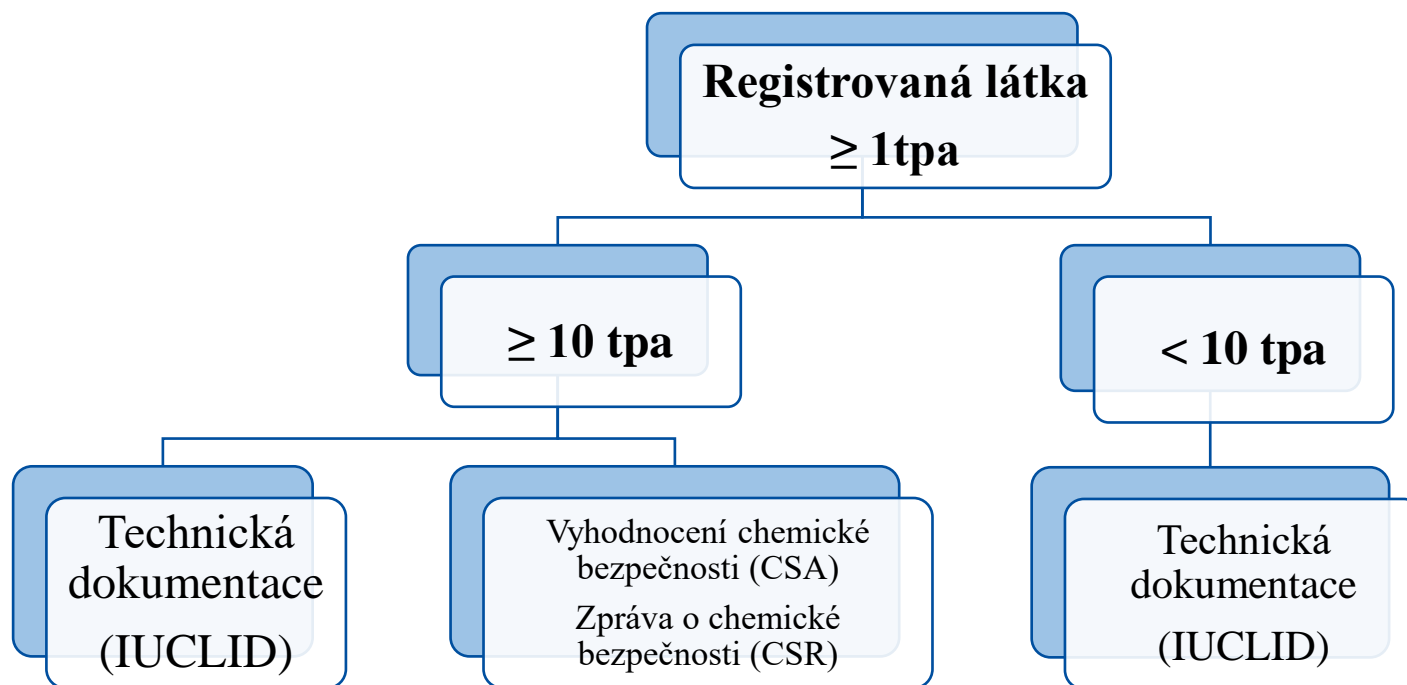 Registrovaná látka
≥ 1tpa
≥ 10 tpa
< 10 tpa
Technická
dokumentace
(IUCLID)
Vyhodnocení chemické
bezpečnosti (CSA)
Zpráva o chemické
bezpečnosti (CSR)
Technická
dokumentace
(IUCLID)